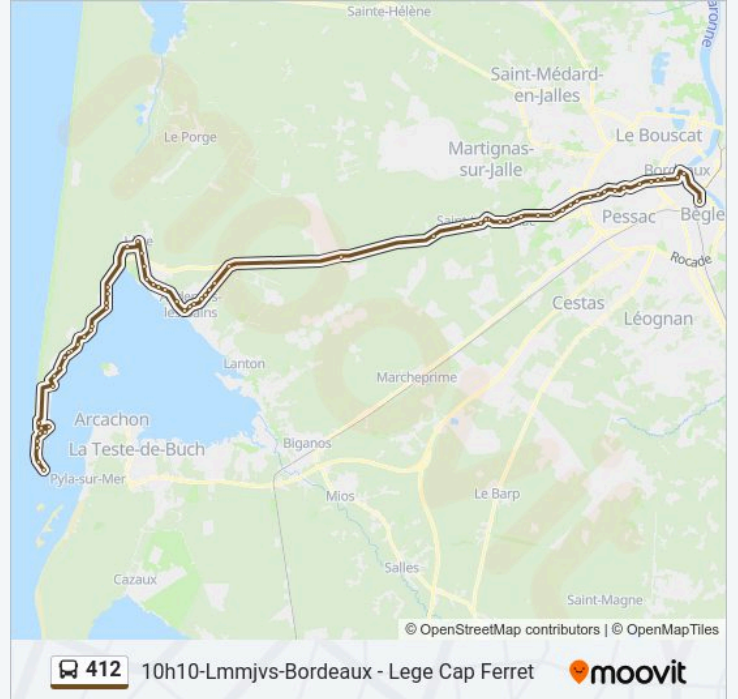 Sainte-Hélène
Saint-Médard-
en-Jalles
Le Porge
Le Bouscat
Martignas-
sur-Jalle
Pessac
Rocade
Cestas
Léognan
Lanton
Marcheprime
Arcachon
La Teste-de-Buch
Biganos
Pyla-sur-Mer
Mios
Le Barp
Salles
Cazaux
Saint-Magne
© OpenStreetMap contributors | © OpenMapTiles
412 10h10-Lmmjvs-Bordeaux - Lege Cap Ferret moovit